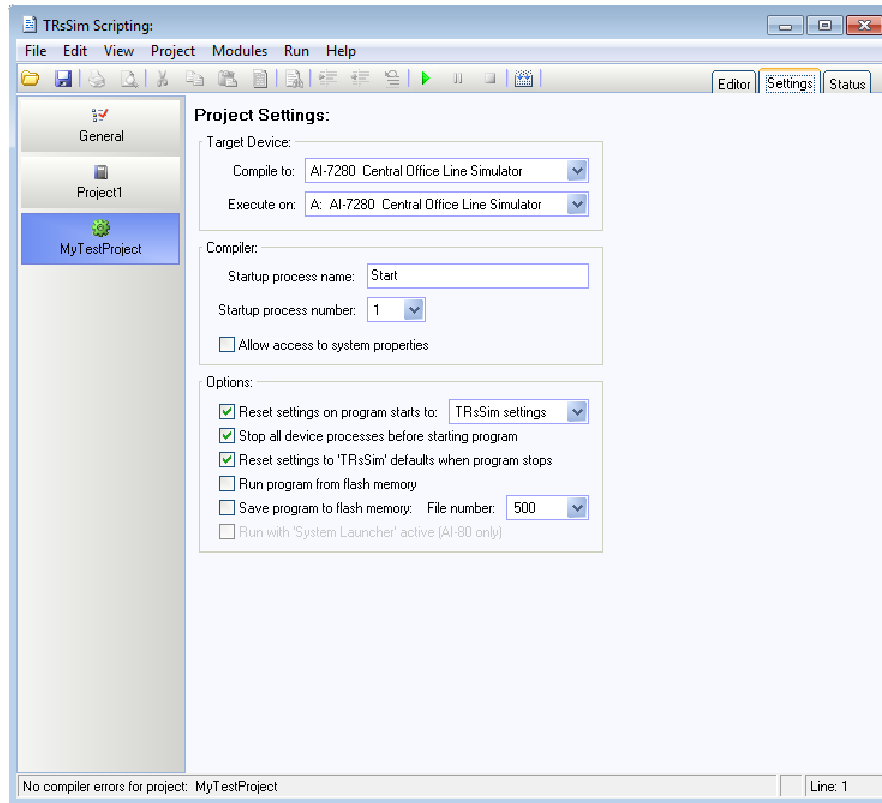 TRsSim Scripting:
File Edit View Project Modules Run Help
Editor Settings Status
General
Project1
MyTestProject
Project Settings:
Target Device:
Compile to: AI-7280 Central Office Line Simulator
Execute on: A: AI-7280 Central Office Line Simulator
Compiler:
Startup process name: Start
Startup process number: 1
Allow access to system properties
Options:
Reset settings on program starts to: TRsSim settings
Stop all device processes before starting program
Reset settings to 'TRsSim' defaults when program stops
Run program from flash memory
Save program to flash memory: File number: 500
Run with 'System Launcher' active (AI-80 only)
No compiler errors for project: MyTestProject Line: 1